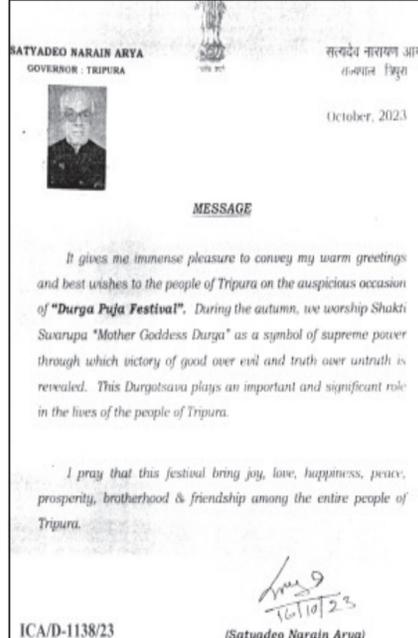 SATYADEO NARAIN ARYA
GOVERNOR : TRIPURA
सत्यदेव नारायण आर
राज्यपाल त्रिपुरा
October, 2023
MESSAGE
It gives me immense pleasure to convey my warm greetings
and best wishes to the people of Tripura on the auspicious occasion
of "Durga Puja Festival". During the autumn, we worship Shakti
Swarupa "Mother Goddess Durga" as a symbol of supreme power
through which victory of good over evil and truth over untruth is
revealed. This Durgotsava plays an important and significant role
in the lives of the people of Tripura.
I pray that this festival bring joy, love, happiness, peace,
prosperity, brotherhood & friendship among the entire people of
Tripura.
16/10/23
ICA/D-1138/23
(Satyadeo Narain Arya)